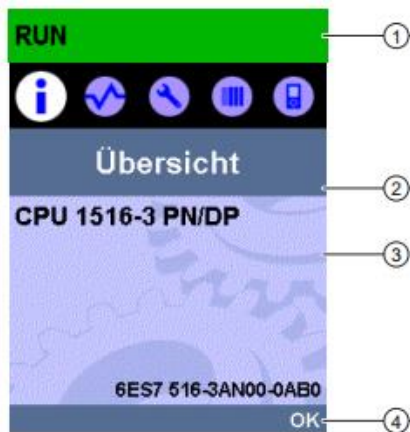 RUN
1
Übersicht
2
CPU 1516-3 PN/DP
3
6ES7 516-3AN00-0AB0
OK
4